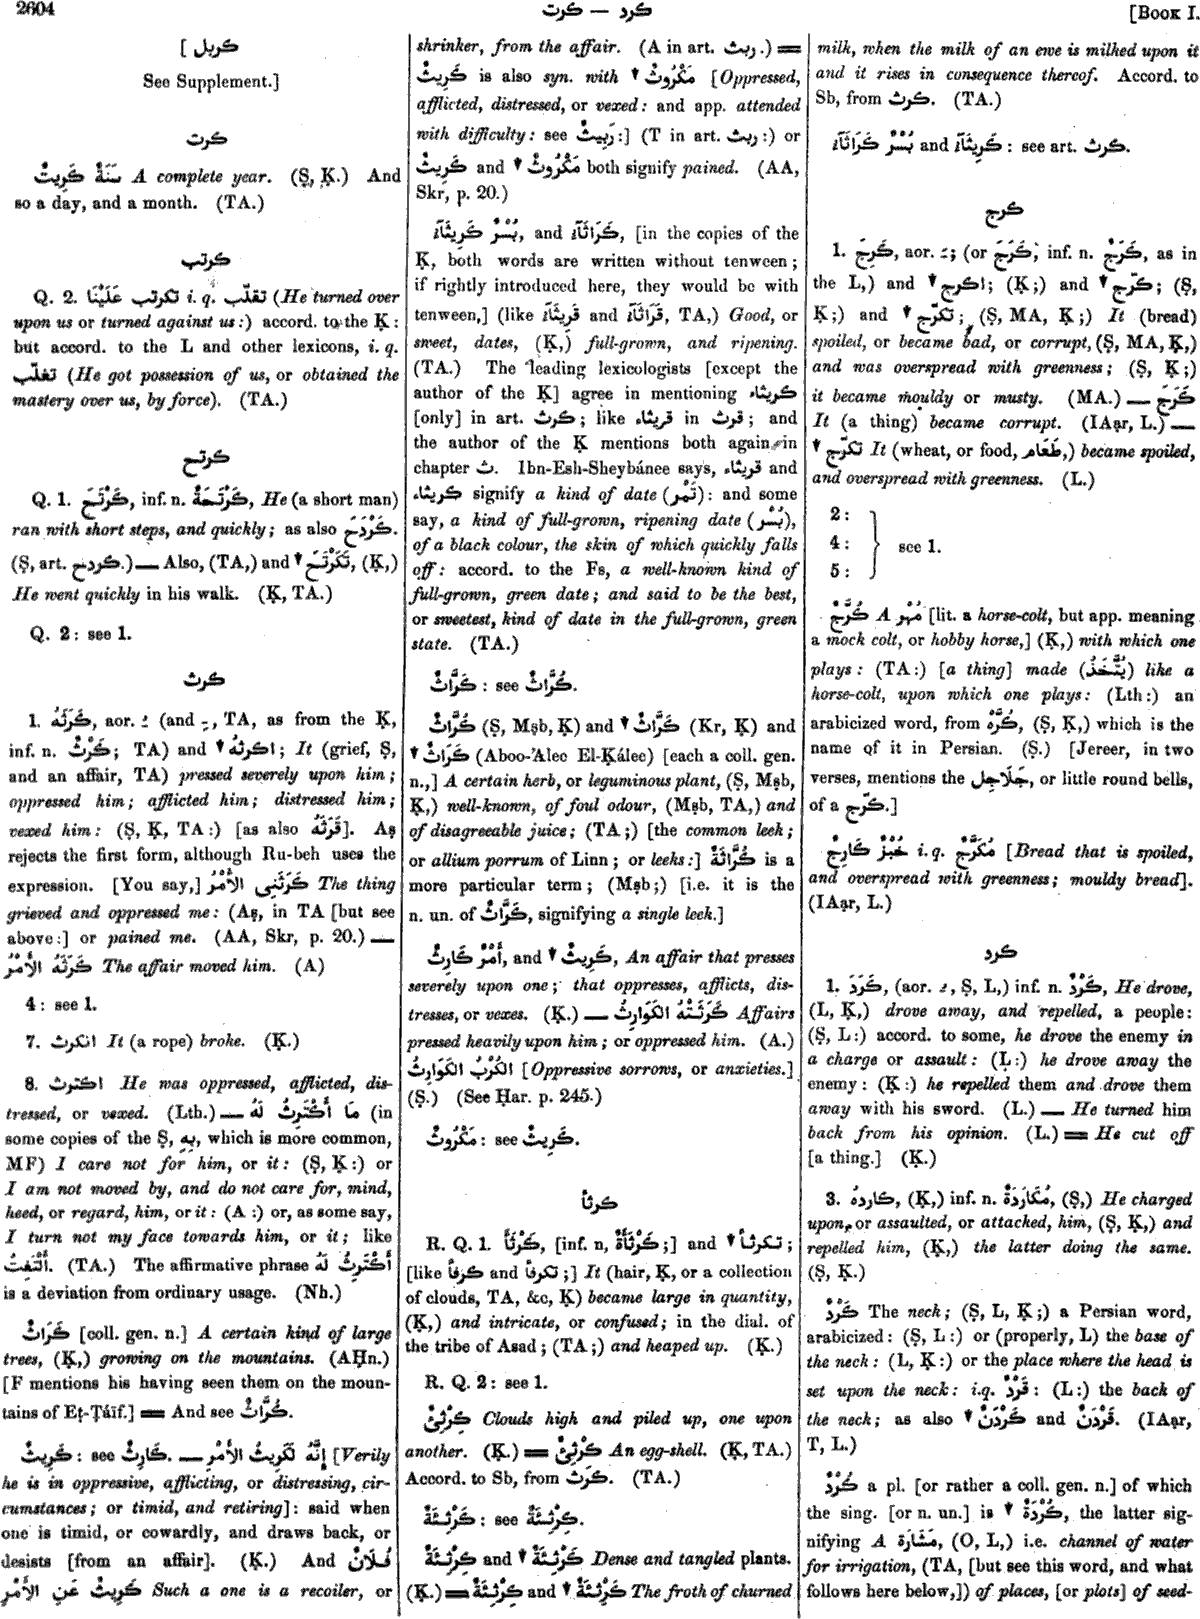 2604
كرد — كرت
[BOOK I.
كربل ]
See Supplement.]
كرت
سَنَةٌ كَرِيتٌ A complete year. (Ṣ, Ḳ.) And
so a day, and a month. (TA.)
كرتب
Q. 2. تكرتب عَلَيْنَا i. q. تقلّب (He turned over
upon us or turned against us:) accord. to the Ḳ:
but accord. to the L and other lexicons, i. q.
تغلّب (He got possession of us, or obtained the
mastery over us, by force). (TA.)
كرتح
Q. 1. كَرْتَحَ, inf. n. كَرْتَحَةٌ, He (a short man)
ran with short steps, and quickly; as also كَرْدَحَ.
(Ṣ, art. كردح.)— Also, (TA,) and ▾ تَكَرْتَحَ, (Ḳ,)
He went quickly in his walk. (Ḳ, TA.)
Q. 2: see 1.
كرث
1. كَرَثَهُ, aor. ـُ (and ـِ, TA, as from the Ḳ,
inf. n. كَرْثٌ; TA) and ▾ اكرثهُ; It (grief, Ṣ,
and an affair, TA) pressed severely upon him;
oppressed him; afflicted him; distressed him;
vexed him: (Ṣ, Ḳ, TA:) [as also قَرَثَهُ]. Aṣ
rejects the first form, although Ru-beh uses the
expression. [You say,] كَرَثَنِى الأَمْرُ The thing
grieved and oppressed me: (Aṣ, in TA [but see
above:] or pained me. (AA, Skr, p. 20.) —
كَرَثَهُ الأَمْرُ The affair moved him. (A)
4: see 1.
7. انكرث It (a rope) broke. (Ḳ.)
8. اكترث He was oppressed, afflicted, dis-
tressed, or vexed. (Lth.) — مَا أَكْتَرِثُ لَهُ (in
some copies of the Ṣ, بِهِ, which is more common,
MF) I care not for him, or it: (Ṣ, Ḳ:) or
I am not moved by, and do not care for, mind,
heed, or regard, him, or it: (A:) or, as some say,
I turn not my face towards him, or it; like
أَلْتَفِتُ. (TA.) The affirmative phrase أَكْتَرِثُ لَهُ
is a deviation from ordinary usage. (Nh.)
كَرَاثٌ [coll. gen. n.] A certain kind of large
trees, (Ḳ,) growing on the mountains. (AḤn.)
[F mentions his having seen them on the moun-
tains of Eṭ-Ṭáïf.] ═ And see كُرَّاثٌ.
كَرِيثٌ: see كَارِثٌ. — إِنَّهُ لَكَرِيثُ الأَمْرِ [Verily
he is in oppressive, afflicting, or distressing, cir-
cumstances; or timid, and retiring]: said when
one is timid, or cowardly, and draws back, or
desists [from an affair]. (Ḳ.) And فُلَانٌ
كَرِيثٌ عَنِ الأَمْرِ Such a one is a recoiler, or
shrinker, from the affair. (A in art. ربث.) ═
كَرِيثٌ is also syn. with ▾ مَكْرُوثٌ [Oppressed,
afflicted, distressed, or vexed: and app. attended
with difficulty: see رَبِيثٌ:] (T in art. ربث:) or
كَرِيثٌ and ▾ مَكْرُوثٌ both signify pained. (AA,
Skr, p. 20.)
بُسْرٌ كَرِيثَآءُ, and كَرَاثَآءُ, [in the copies of the
Ḳ, both words are written without tenween;
if rightly introduced here, they would be with
tenween,] (like قَرِيثَآءُ and قَرَاثَآءُ, TA,) Good, or
sweet, dates, (Ḳ,) full-grown, and ripening.
(TA.) The leading lexicologists [except the
author of the Ḳ] agree in mentioning كريثاء
[only] in art. كرث; like قريثاء in قرث; and
the author of the Ḳ mentions both again in
chapter ث. Ibn-Esh-Sheybánee says, قريثاء and
كريثاء signify a kind of date (تَمْر): and some
say, a kind of full-grown, ripening date (بُسْر),
of a black colour, the skin of which quickly falls
off: accord. to the Fs, a well-known kind of
full-grown, green date; and said to be the best,
or sweetest, kind of date in the full-grown, green
state. (TA.)
كَرَّاثٌ: see كُرَّاثٌ.
كُرَّاثٌ (Ṣ, Mṣb, Ḳ) and ▾ كَرَّاثٌ (Kr, Ḳ) and
▾ كَرَاثٌ (Aboo-'Alee El-Ḳálee) [each a coll. gen.
n.,] A certain herb, or leguminous plant, (Ṣ, Mṣb,
Ḳ,) well-known, of foul odour, (Mṣb, TA,) and
of disagreeable juice; (TA;) [the common leek;
or allium porrum of Linn; or leeks:] كُرَّاثَةٌ is a
more particular term; (Mṣb;) [i.e. it is the
n. un. of كُرَّاثٌ, signifying a single leek.]
أَمْرٌ كَارِثٌ, and ▾ كَرِيثٌ, An affair that presses
severely upon one; that oppresses, afflicts, dis-
tresses, or vexes. (Ḳ.) — كَرَثَتْهُ الكَوَارِثُ Affairs
pressed heavily upon him; or oppressed him. (A.)
الكُرَبُ الكَوَارِثُ [Oppressive sorrows, or anxieties.]
(Ṣ.) (See Ḥar. p. 245.)
مَكْرُوثٌ: see كَرِيثٌ.
كرثأ
R. Q. 1. كَرْثَأَ, [inf. n, كَرْثَأَةٌ;] and ▾ تكرثأ;
[like كرفأ and تكرفأ;] It (hair, Ḳ, or a collection
of clouds, TA, &c, Ḳ) became large in quantity,
(Ḳ,) and intricate, or confused; in the dial. of
the tribe of Asad; (TA;) and heaped up. (Ḳ.)
R. Q. 2: see 1.
كِرْثِئٌ Clouds high and piled up, one upon
another. (Ḳ.) ═ كِرْثِئٌ An egg-shell. (Ḳ, TA.)
Accord. to Sb, from كَرَثَ. (TA.)
كَرْثَئَةٌ: see كِرْثِئَةٌ.
كِرْثِئَةٌ and ▾ كَرْثَئَةٌ Dense and tangled plants.
(Ḳ.) ═ كِرْثِئَةٌ and ▾ كَرْثَئَةٌ The froth of churned
milk, when the milk of an ewe is milked upon it
and it rises in consequence thereof. Accord. to
Sb, from كرث. (TA.)
بُسْرٌ كَرَاثَآءُ and كَرِيثَآءُ: see art. كرث.
كرج
1. كَرِجَ, aor. ـَ; (or كَرَجَ, inf. n. كَرَجٌ, as in
the L,) and ▾ اكرج; (Ḳ;) and ▾ كرّج; (Ṣ,
Ḳ;) and ▾ تكرّج; (Ṣ, MA, Ḳ;) It (bread)
spoiled, or became bad, or corrupt, (Ṣ, MA, Ḳ,)
and was overspread with greenness; (Ṣ, Ḳ;)
it became mouldy or musty. (MA.) — كَرَجَ
It (a thing) became corrupt. (IAạr, L.) —
▾ تكرّج It (wheat, or food, طَعَام,) became spoiled,
and overspread with greenness. (L.)
2:
4: } see 1.
5:
كُرَّجٌ A مُهْر [lit. a horse-colt, but app. meaning
a mock colt, or hobby horse,] (Ḳ,) with which one
plays: (TA:) [a thing] made (يُتَّخَذُ) like a
horse-colt, upon which one plays: (Lth:) an
arabicized word, from كُرَّهْ, (Ṣ, Ḳ,) which is the
name of it in Persian. (Ṣ.) [Jereer, in two
verses, mentions the جَلَاجِل, or little round bells,
of a كرّج.]
خُبْزٌ كَارِجٌ i. q. مُكَرَّجٌ [Bread that is spoiled,
and overspread with greenness; mouldy bread].
(IAạr, L.)
كرد
1. كَرَدَ, (aor. ـُ, Ṣ, L,) inf. n. كَرْدٌ, He drove,
(L, Ḳ,) drove away, and repelled, a people:
(Ṣ, L:) accord. to some, he drove the enemy in
a charge or assault: (L:) he drove away the
enemy: (Ḳ:) he repelled them and drove them
away with his sword. (L.) — He turned him
back from his opinion. (L.) ═ He cut off
[a thing.] (Ḳ.)
3. كاردهُ, (Ḳ,) inf. n. مُكَارَدَةٌ, (Ṣ,) He charged
upon, or assaulted, or attacked, him, (Ṣ, Ḳ,) and
repelled him, (Ḳ,) the latter doing the same.
(Ṣ, Ḳ.)
كَرْدٌ The neck; (Ṣ, L, Ḳ;) a Persian word,
arabicized: (Ṣ, L:) or (properly, L) the base of
the neck: (L, Ḳ:) or the place where the head is
set upon the neck: i.q. قَرْدٌ: (L:) the back of
the neck; as also ▾ كَرْدَنٌ and قَرْدَنٌ. (IAạr,
T, L.)
كُرْدٌ a pl. [or rather a coll. gen. n.] of which
the sing. [or n. un.] is ▾ كُرْدَةٌ, the latter sig-
nifying A مَشَارَة, (O, L,) i.e. channel of water
for irrigation, (TA, [but see this word, and what
follows here below,]) of places, [or plots] of seed-